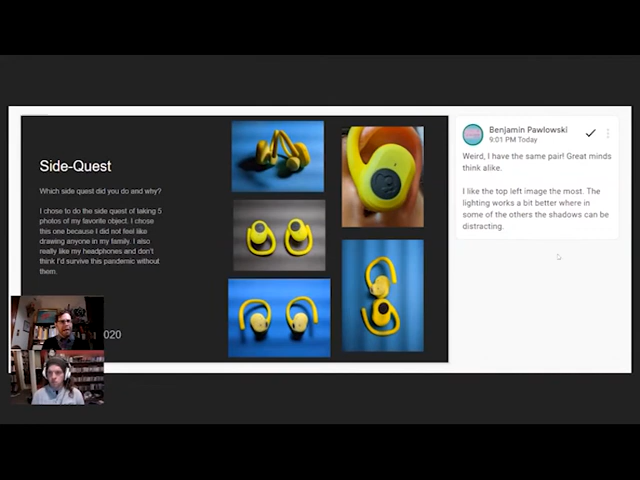 Side-Quest
Which side quest did you do and why?
I chose to do the side quest of taking 5
photos of my favorite object. I chose
this one because I did not feel like
drawing anyone in my family. I also
really like my headphones and don't
think I'd survive this pandemic without
them.
2020
Benjamin Pawlowski
9:01 PM Today
Weird, I have the same pair! Great minds
think alike.
I like the top left image the most. The
lighting works a bit better where in
some of the others the shadows can be
distracting.